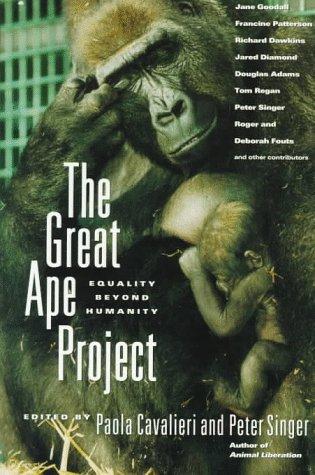 Jane Goodall
Francine Patterson
Richard Dawkins
Jared Diamond
Douglas Adams
Tom Regan
Peter Singer
Roger and
Deborah Fouts
and other contributors
The
Great
Ape
Project
EQUALITY
BEYOND
HUMANITY
EDITED BY Paola Cavalieri and Peter Singer
Author of
Animal Liberation